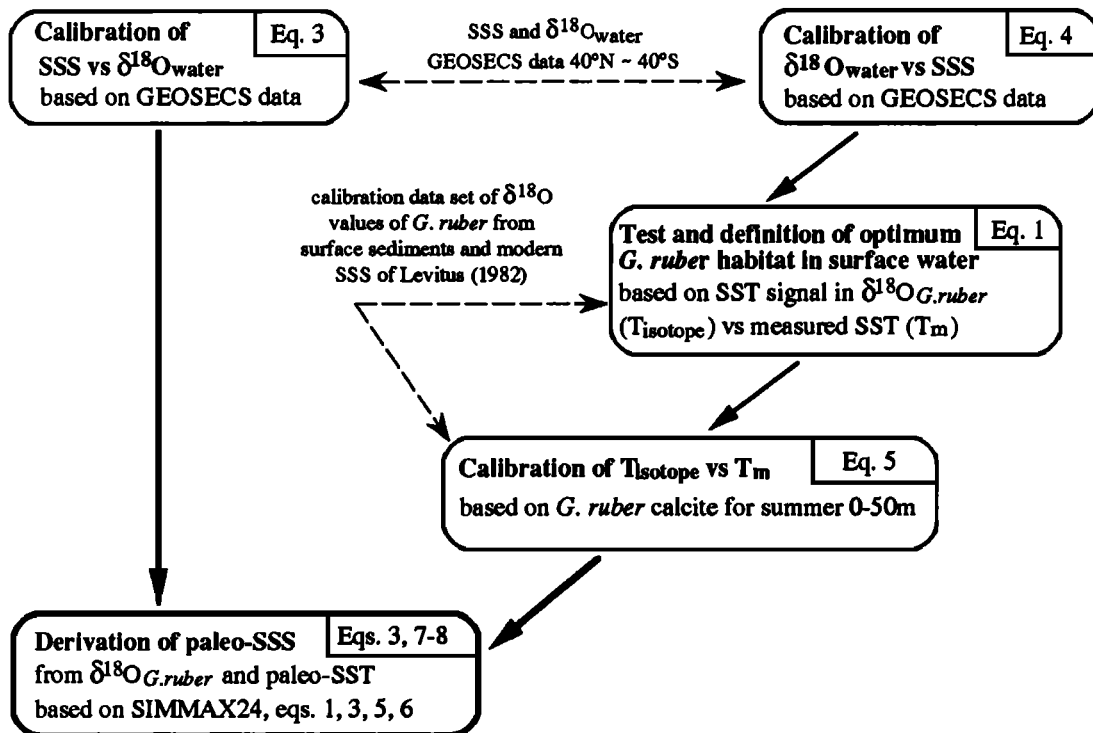 Calibration of
Eq. 3
SSS vs δ18Owater
based on GEOSECS data
SSS and δ18Owater
GEOSECS data 40°N ~ 40°S
Calibration of
Eq. 4
δ18Owater vs SSS
based on GEOSECS data
calibration data set of δ18O
values of G. ruber from
surface sediments and modern
SSS of Levitus (1982)
Test and definition of optimum
Eq. 1
G. ruber habitat in surface water
based on SST signal in δ18OG.ruber
(Tisotope) vs measured SST (Tm)
Calibration of Tisotope vs Tm
Eq. 5
based on G. ruber calcite for summer 0-50m
Derivation of paleo-SSS
Eqs. 3, 7-8
from δ18OG.ruber and paleo-SST
based on SIMMAX24, eqs. 1, 3, 5, 6